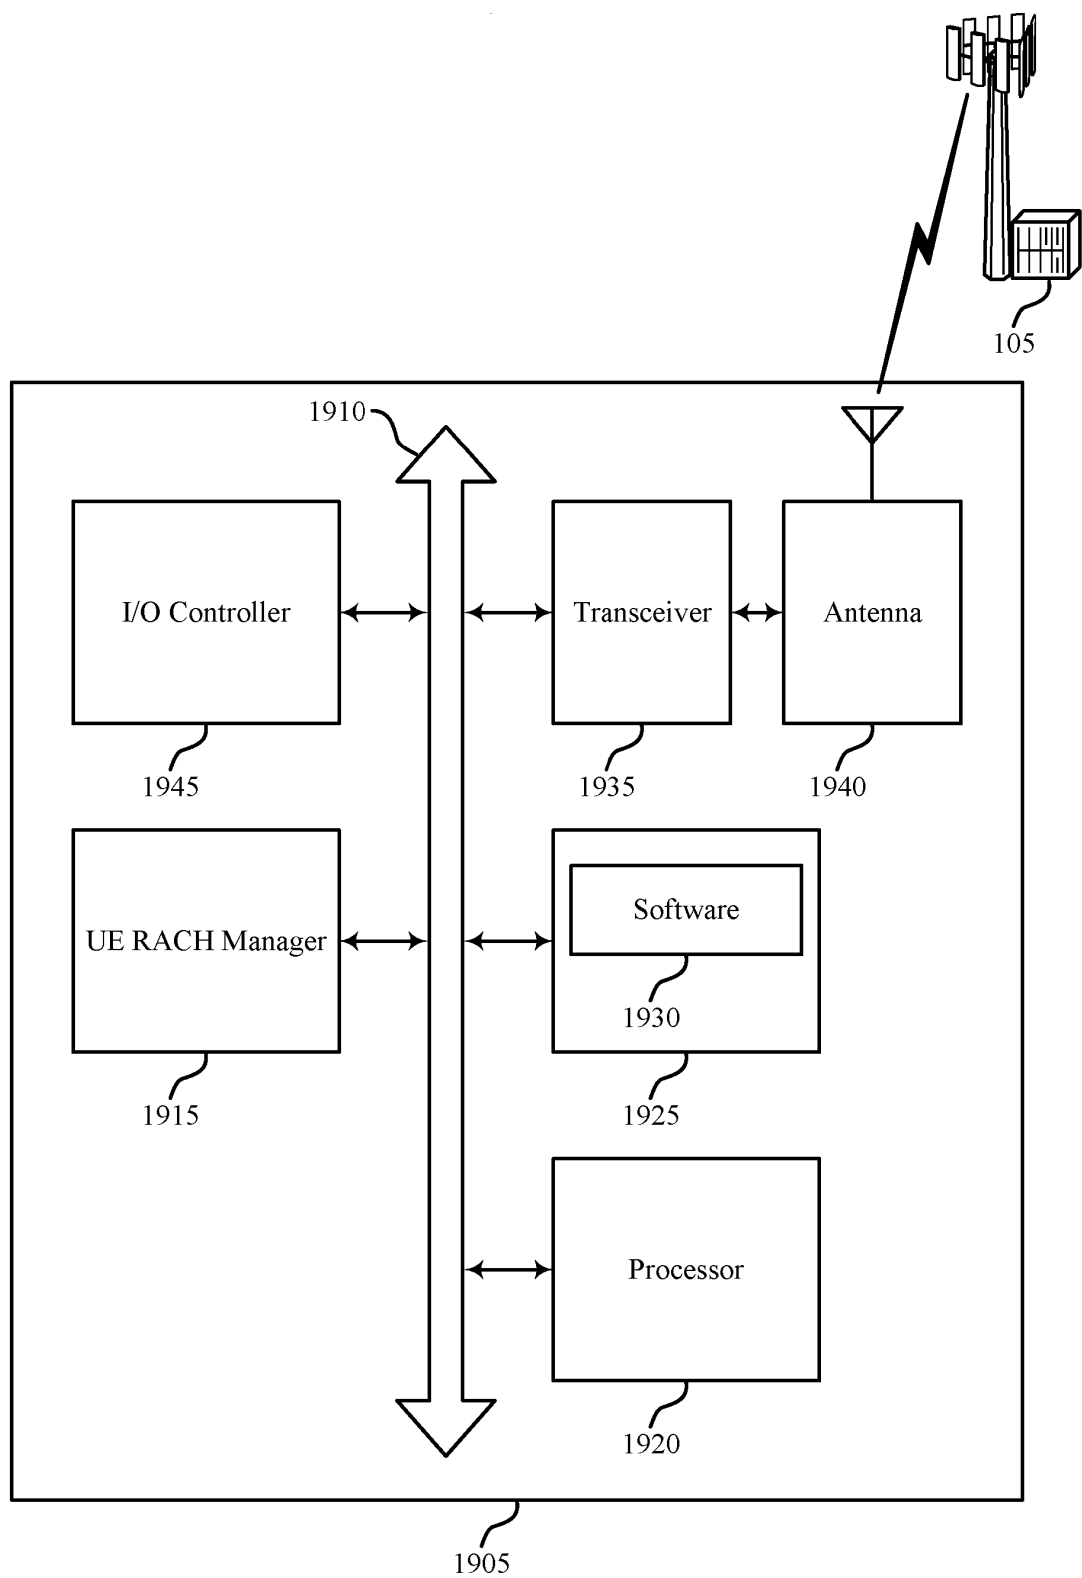 105
1910
I/O Controller
Transceiver
Antenna
1945
1935
1940
UE RACH Manager
Software
1930
1915
1925
Processor
1920
1905